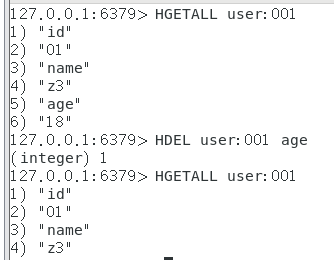 127.0.0.1:6379> HGETALL user:001
1) "id"
2) "01"
3) "name"
4) "z3"
5) "age"
6) "18"
127.0.0.1:6379> HDEL user:001 age
(integer) 1
127.0.0.1:6379> HGETALL user:001
1) "id"
2) "01"
3) "name"
4) "z3"